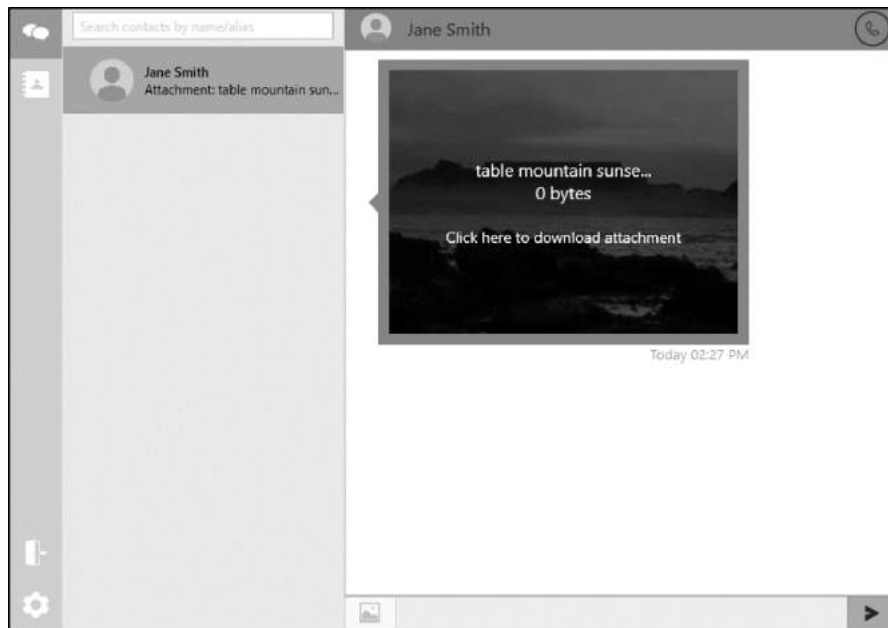 Search contacts by name/alias
Jane Smith
Jane Smith
Attachment: table mountain sun...
table mountain sunse...
0 bytes
Click here to download attachment
Today 02:27 PM